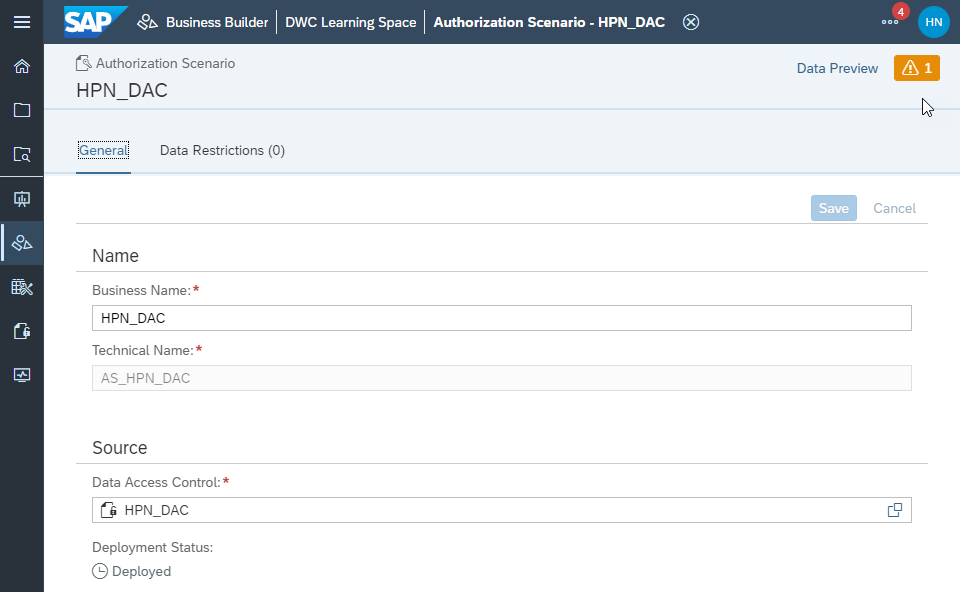 SAP Business Builder DWC Learning Space Authorization Scenario - HPN_DAC 4 HN
Authorization Scenario
HPN_DAC
Data Preview 1
General Data Restrictions (0)
Save Cancel
Name
Business Name:*
HPN_DAC
Technical Name:*
AS_HPN_DAC
Source
Data Access Control:*
HPN_DAC
Deployment Status:
Deployed